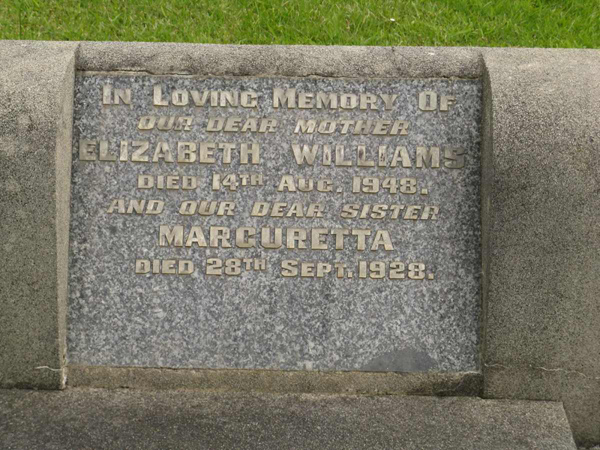 In Loving Memory Of
OUR DEAR MOTHER
ELIZABETH WILLIAMS
DIED 14TH AUG. 1948.
AND OUR DEAR SISTER
MARGURETTA
DIED 28TH SEPT. 1928.